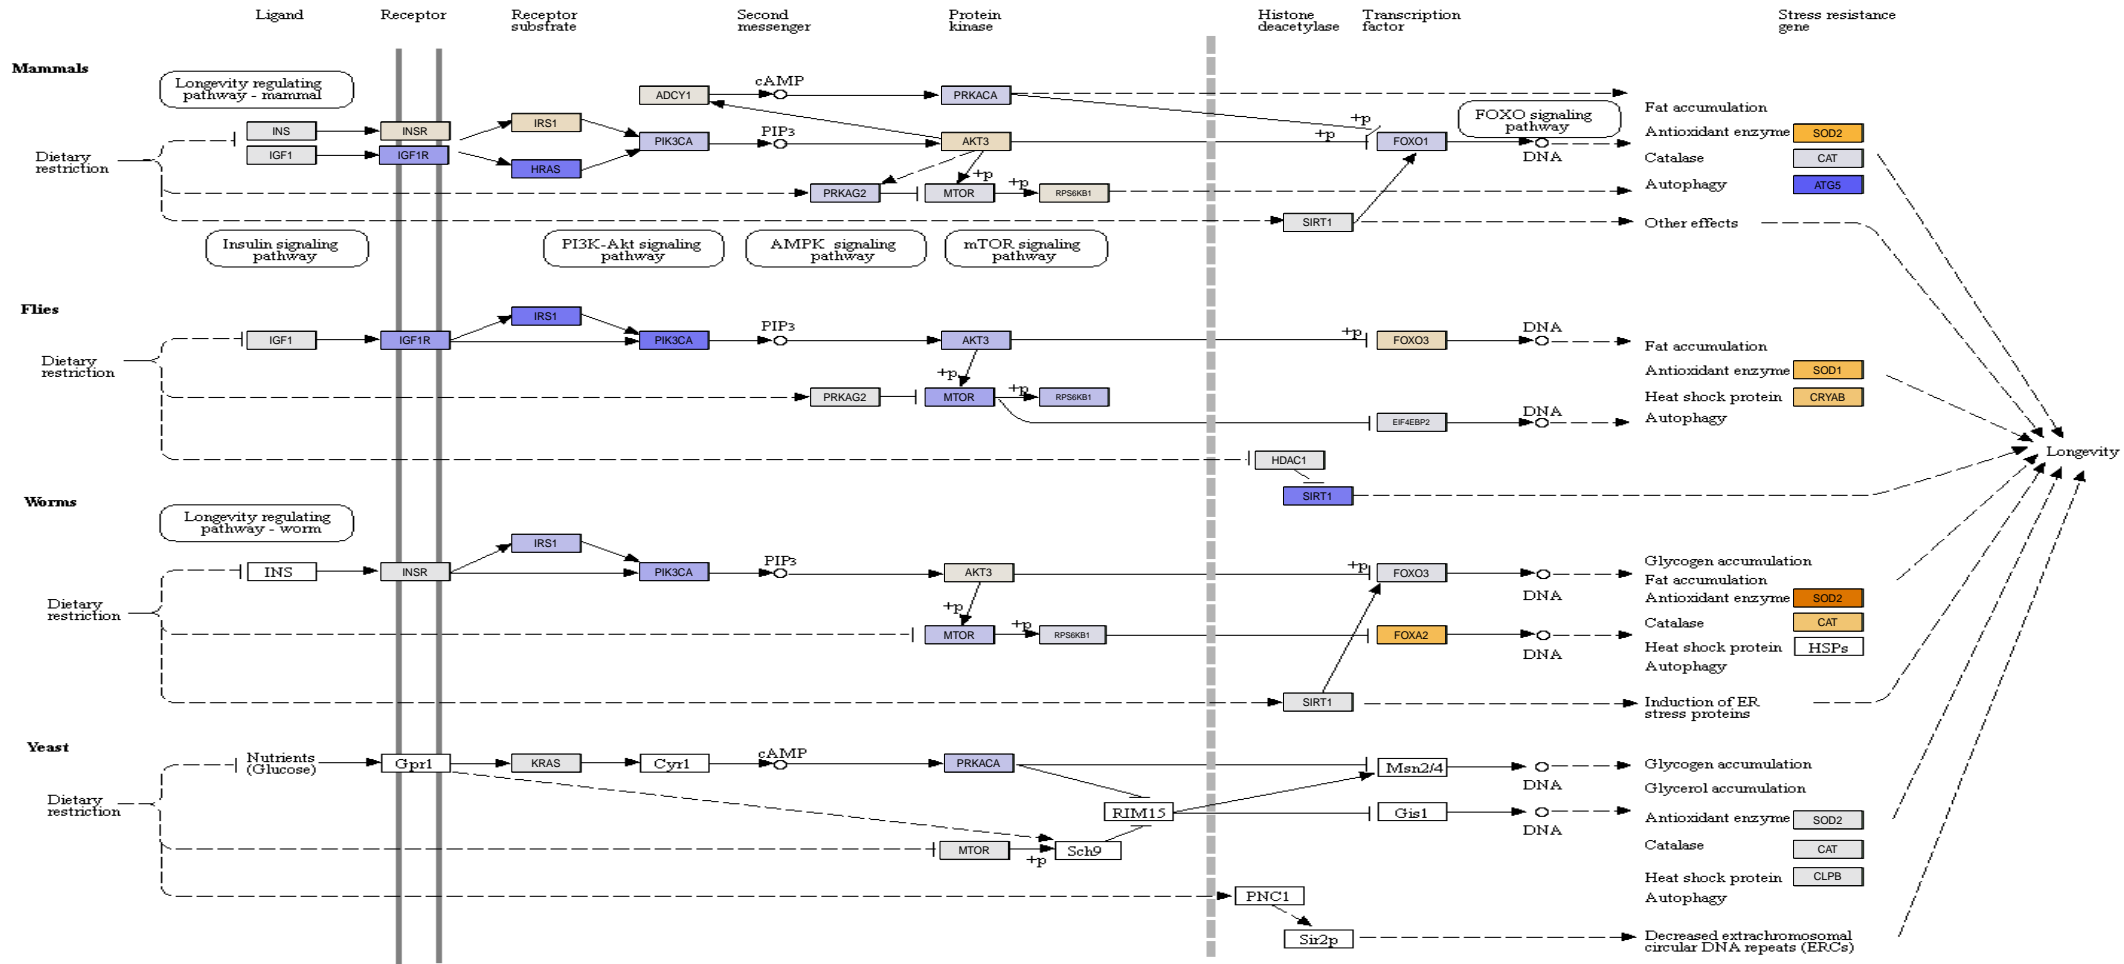 Ligand
Receptor
Receptor
substrate
Second
messenger
Protein
kinase
Histone
deacetylase
Transcription
factor
Stress resistance
gene
Mammals
Longevity regulating
pathway - mammal
Dietary
restriction
INS
IGF1
INSR
IGF1R
IRS1
HRAS
ADCY1
cAMP
PRKACA
PIK3CA
PIP3
AKT3
PRKAG2
+p
MTOR
+p
RPS6KB1
SIRT1
+p
+p
FOXO1
FOXO signaling
pathway
DNA
Fat accumulation
Antioxidant enzyme
SOD2
Catalase
CAT
Autophagy
ATG5
Other effects
Insulin signaling
pathway
PI3K-Akt signaling
pathway
AMPK signaling
pathway
mTOR signaling
pathway
Flies
Dietary
restriction
IGF1
IGF1R
IRS1
PIK3CA
PIP3
AKT3
+p
PRKAG2
MTOR
+p
RPS6KB1
+p
FOXO3
DNA
EIF4EBP2
DNA
HDAC1
SIRT1
Fat accumulation
Antioxidant enzyme
SOD1
Heat shock protein
CRYAB
Autophagy
Longevity
Worms
Longevity regulating
pathway - worm
Dietary
restriction
INS
INSR
IRS1
PIK3CA
PIP3
AKT3
+p
MTOR
+p
RPS6KB1
+p
FOXO3
DNA
FOXA2
DNA
SIRT1
Glycogen accumulation
Fat accumulation
Antioxidant enzyme
SOD2
Catalase
CAT
Heat shock protein
HSPs
Autophagy
Induction of ER
stress proteins
Yeast
Dietary
restriction
Nutrients
(Glucose)
Gpr1
KRAS
Cyr1
cAMP
PRKACA
RIM15
MTOR
+p
Sch9
Msn2/4
DNA
Gis1
DNA
PNC1
Sir2p
Glycogen accumulation
Glycerol accumulation
Antioxidant enzyme
SOD2
Catalase
CAT
Heat shock protein
CLPB
Autophagy
Decreased extrachromosomal
circular DNA repeats (ERCs)